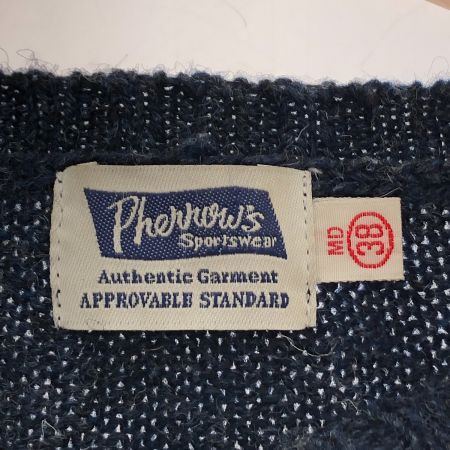 Pherrow's
Sportswear
Authentic Garment
APPROVABLE STANDARD
MD
38